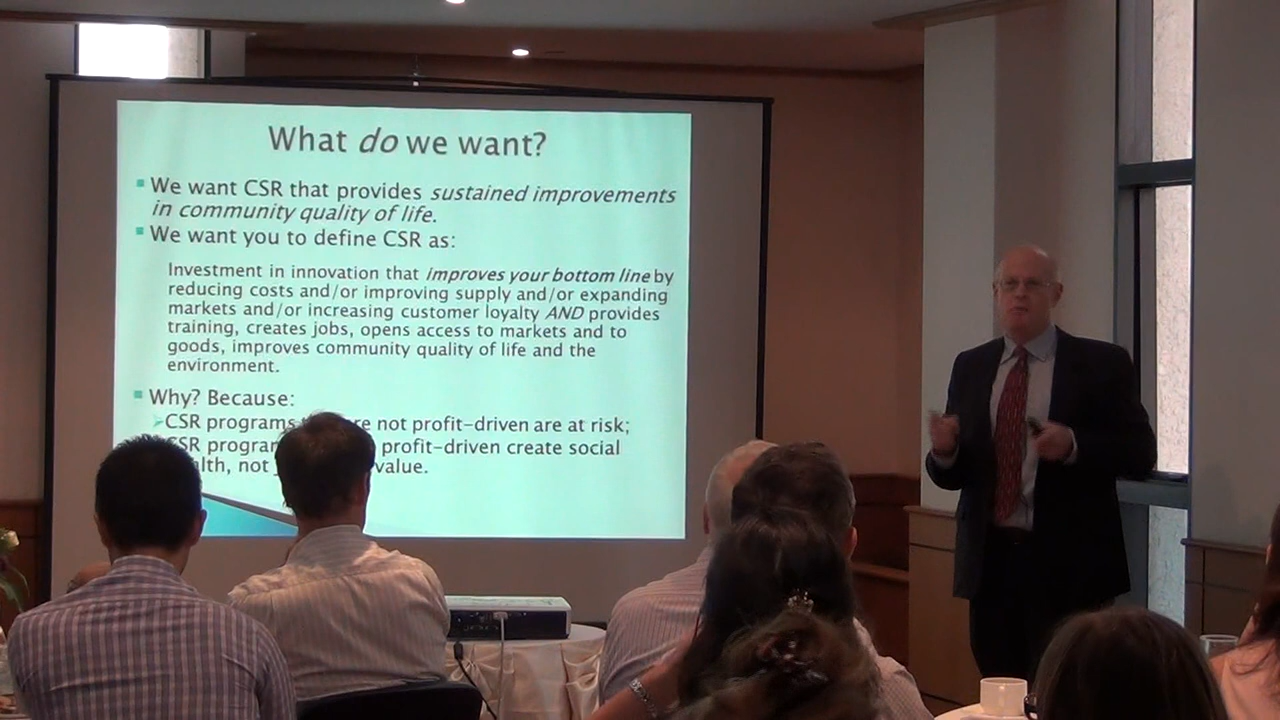 What do we want?
We want CSR that provides sustained improvements
in community quality of life.
We want you to define CSR as:
Investment in innovation that improves your bottom line by
reducing costs and/or improving supply and/or expanding
markets and/or increasing customer loyalty AND provides
training, creates jobs, opens access to markets and to
goods, improves community quality of life and the
environment.
Why? Because:
CSR programs are not profit-driven are at risk;
CSR profit-driven create social
not value.